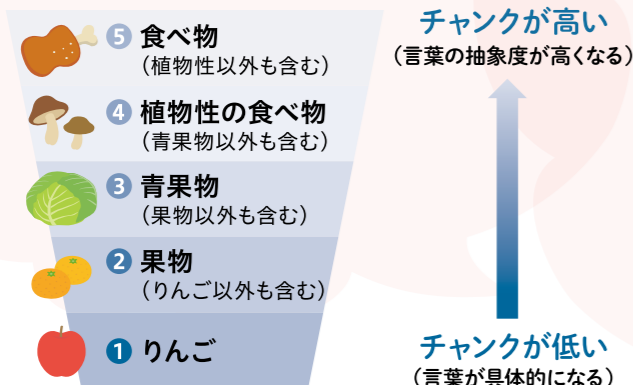 ⑤ 食べ物
(植物性以外も含む)
④ 植物性の食べ物
(青果物以外も含む)
③ 青果物
(果物以外も含む)
② 果物
(りんご以外も含む)
① りんご
チャンクが高い
(言葉の抽象度が高くなる)
チャンクが低い
(言葉が具体的になる)